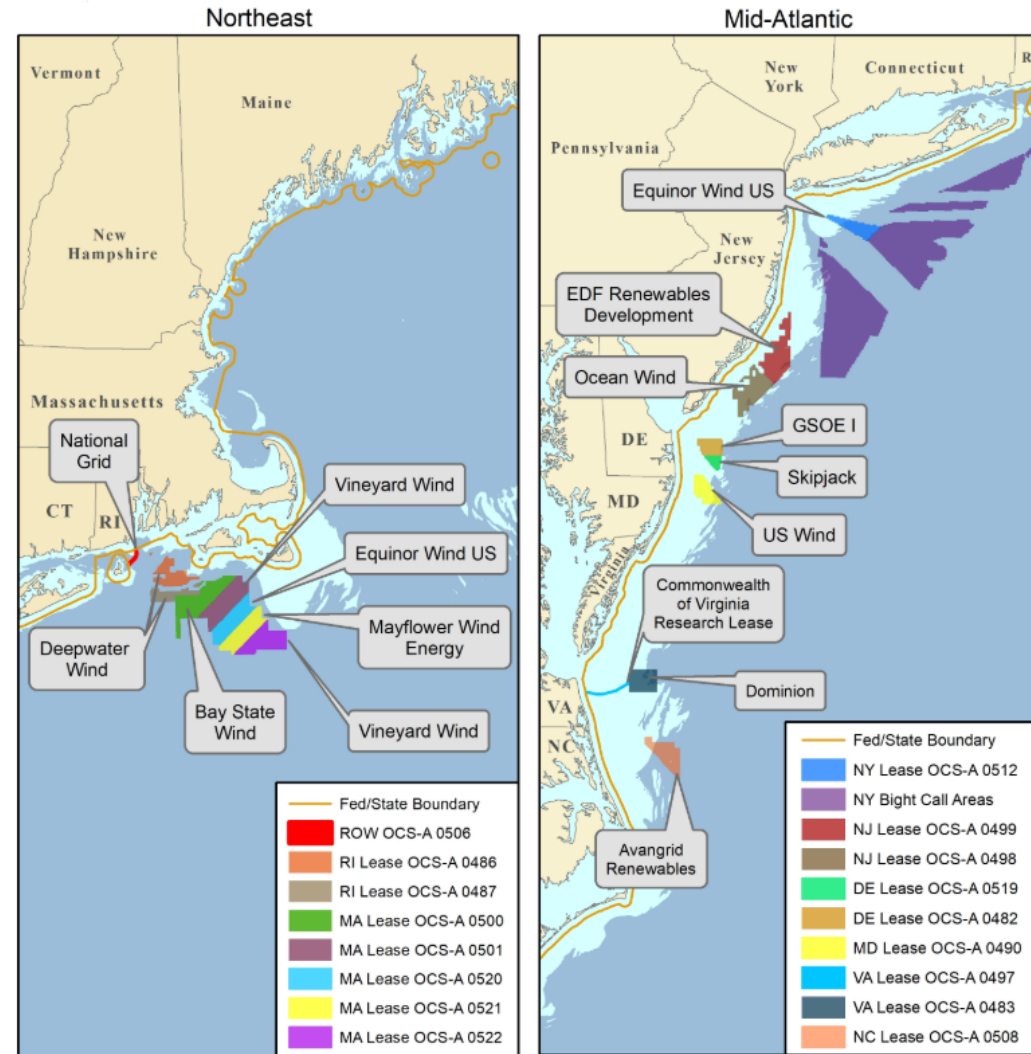 Northeast
Vermont
Maine
New
Hampshire
Massachusetts
National
Grid
CT
RI
Vineyard Wind
Equinor Wind US
Mayflower Wind
Energy
Deepwater
Wind
Bay State
Wind
Vineyard Wind
Fed/State Boundary
ROW OCS-A 0506
RI Lease OCS-A 0486
RI Lease OCS-A 0487
MA Lease OCS-A 0500
MA Lease OCS-A 0501
MA Lease OCS-A 0520
MA Lease OCS-A 0521
MA Lease OCS-A 0522
Mid-Atlantic
New
York
Connecticut
R
Pennsylvania
Equinor Wind US
New
Jersey
EDF Renewables
Development
Ocean Wind
GSOE I
DE
Skipjack
MD
US Wind
Virginia
Commonwealth
of Virginia
Research Lease
Dominion
VA
NC
Avangrid
Renewables
Fed/State Boundary
NY Lease OCS-A 0512
NY Bight Call Areas
NJ Lease OCS-A 0499
NJ Lease OCS-A 0498
DE Lease OCS-A 0519
DE Lease OCS-A 0482
MD Lease OCS-A 0490
VA Lease OCS-A 0497
VA Lease OCS-A 0483
NC Lease OCS-A 0508